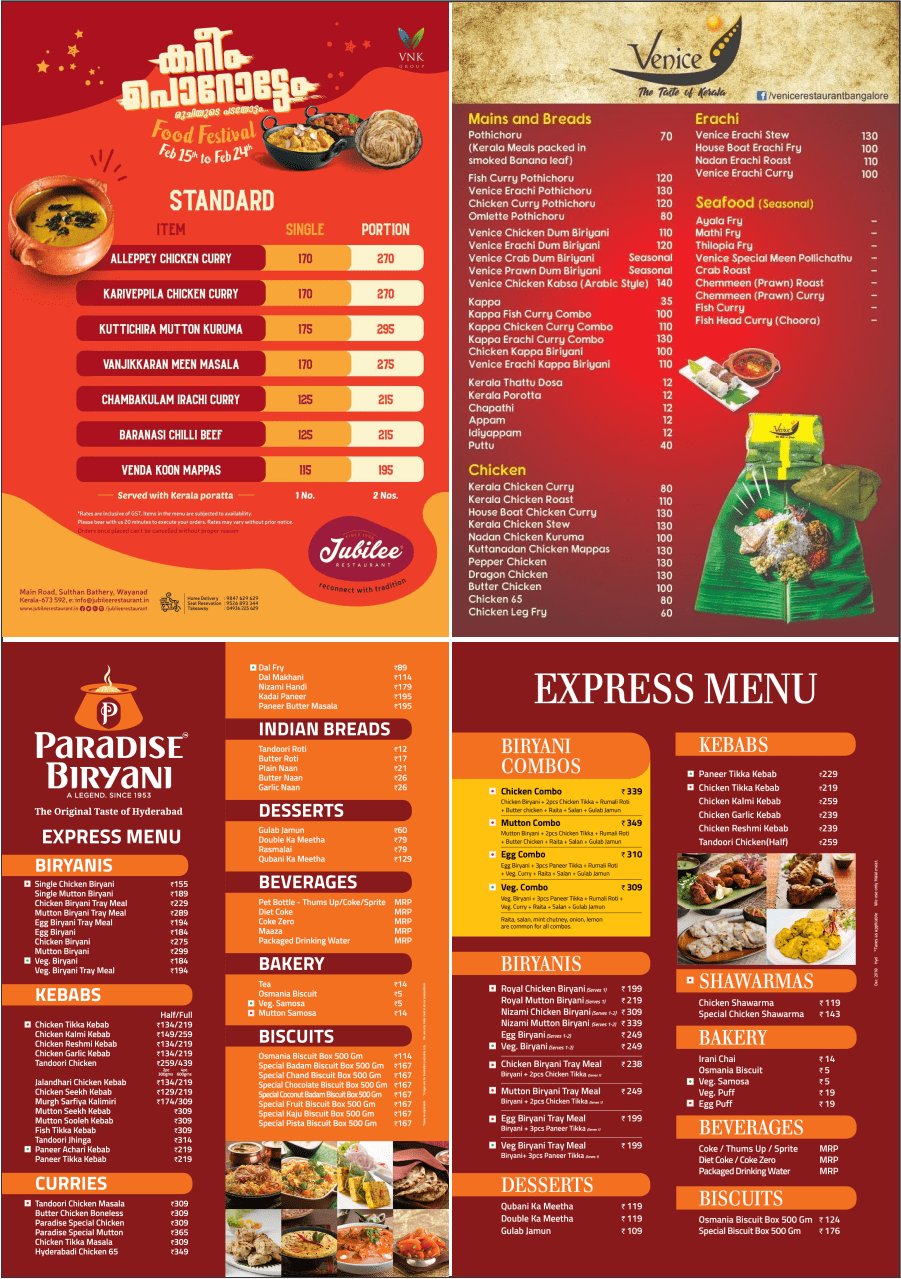 കറീം
പൊറോട്ടേം
രുചിയുടെ പടയോട്ടം...
Food Festival
Feb 15th to Feb 24th
VNK
GROUP
STANDARD
ITEM SINGLE PORTION
ALLEPPEY CHICKEN CURRY 170 270
KARIVEPPILA CHICKEN CURRY 170 270
KUTTICHIRA MUTTON KURUMA 175 295
VANJIKKARAN MEEN MASALA 170 275
CHAMBAKULAM IRACHI CURRY 125 215
BARANASI CHILLI BEEF 125 215
VENDA KOON MAPPAS 115 195
Served with Kerala poratta 1 No. 2 Nos.
*Rates are inclusive of GST. Items in the menu are subjected to availability.
Please bear with us 20 minutes to execute your orders. Rates may vary without prior notice.
Orders once placed can't be cancelled without proper reason
SINCE 1993
Jubilee
RESTAURANT
reconnect with tradition
Main Road, Sulthan Bathery, Wayanad
Kerala-673 592, e: info@jubileerestaurant.in
www.jubileerestaurant.in /jubileerestaurant
Home Delivery : 9847 629 629
Seat Resevation : 9526 893 344
Takeaway : 04936 225 629
Venice
The Taste of Kerala
f /venicerestaurantbangalore
Mains and Breads
Pothichoru 70
(Kerala Meals packed in
smoked Banana leaf)
Fish Curry Pothichoru 120
Venice Erachi Pothichoru 130
Chicken Curry Pothichoru 120
Omlette Pothichoru 80
Venice Chicken Dum Biriyani 110
Venice Erachi Dum Biriyani 120
Venice Crab Dum Biriyani Seasonal
Venice Prawn Dum Biriyani Seasonal
Venice Chicken Kabsa (Arabic Style) 140
Kappa 35
Kappa Fish Curry Combo 100
Kappa Chicken Curry Combo 110
Kappa Erachi Curry Combo 130
Chicken Kappa Biriyani 100
Venice Erachi Kappa Biriyani 110
Kerala Thattu Dosa 12
Kerala Porotta 12
Chapathi 12
Appam 12
Idiyappam 12
Puttu 40
Chicken
Kerala Chicken Curry 80
Kerala Chicken Roast 110
House Boat Chicken Curry 130
Kerala Chicken Stew 130
Nadan Chicken Kuruma 100
Kuttanadan Chicken Mappas 130
Pepper Chicken 130
Dragon Chicken 130
Butter Chicken 100
Chicken 65 80
Chicken Leg Fry 60
Erachi
Venice Erachi Stew 130
House Boat Erachi Fry 100
Nadan Erachi Roast 110
Venice Erachi Curry 100
Seafood (Seasonal)
Ayala Fry –
Mathi Fry –
Thilopia Fry –
Venice Special Meen Pollichathu –
Crab Roast –
Chemmeen (Prawn) Roast –
Chemmeen (Prawn) Curry –
Fish Curry –
Fish Head Curry (Choora) –
Venice
P
PARADISE
BIRYANI
A LEGEND. SINCE 1953
The Original Taste of Hyderabad
EXPRESS MENU
BIRYANIS
Single Chicken Biryani ₹155
Single Mutton Biryani ₹189
Chicken Biryani Tray Meal ₹229
Mutton Biryani Tray Meal ₹289
Egg Biryani Tray Meal ₹194
Egg Biryani ₹184
Chicken Biryani ₹275
Mutton Biryani ₹299
Veg. Biryani ₹184
Veg. Biryani Tray Meal ₹194
KEBABS
Half/Full
Chicken Tikka Kebab ₹134/219
Chicken Kalmi Kebab ₹149/259
Chicken Reshmi Kebab ₹134/219
Chicken Garlic Kebab ₹134/219
Tandoori Chicken ₹259/439
2pc 4pc
300gms 600gms
Jalandhari Chicken Kebab ₹134/219
Chicken Seekh Kebab ₹129/219
Murgh Sarfiya Kalimiri ₹174/309
Mutton Seekh Kebab ₹309
Mutton Sooleh Kebab ₹309
Fish Tikka Kebab ₹309
Tandoori Jhinga ₹314
Paneer Achari Kebab ₹219
Paneer Tikka Kebab ₹219
CURRIES
Tandoori Chicken Masala ₹309
Butter Chicken Boneless ₹309
Paradise Special Chicken ₹309
Paradise Special Mutton ₹365
Chicken Tikka Masala ₹309
Hyderabadi Chicken 65 ₹349
Dal Fry ₹89
Dal Makhani ₹114
Nizami Handi ₹179
Kadai Paneer ₹195
Paneer Butter Masala ₹195
INDIAN BREADS
Tandoori Roti ₹12
Butter Roti ₹17
Plain Naan ₹21
Butter Naan ₹26
Garlic Naan ₹26
DESSERTS
Gulab Jamun ₹60
Double Ka Meetha ₹79
Rasmalai ₹79
Qubani Ka Meetha ₹129
BEVERAGES
Pet Bottle - Thums Up/Coke/Sprite MRP
Diet Coke MRP
Coke Zero MRP
Maaza MRP
Packaged Drinking Water MRP
BAKERY
Tea ₹14
Osmania Biscuit ₹5
Veg. Samosa ₹5
Mutton Samosa ₹14
BISCUITS
Osmania Biscuit Box 500 Gm ₹114
Special Badam Biscuit Box 500 Gm ₹167
Special Chand Biscuit Box 500 Gm ₹167
Special Chocolate Biscuit Box 500 Gm ₹167
Special Coconut Badam Biscuit Box 500 Gm ₹167
Special Fruit Biscuit Box 500 Gm ₹167
Special Kaju Biscuit Box 500 Gm ₹167
Special Pista Biscuit Box 500 Gm ₹167
EXPRESS MENU
BIRYANI
COMBOS
Chicken Combo ₹ 339
Chicken Biryani + 2pcs Chicken Tikka + Rumali Roti
+ Butter chicken + Raita + Salan + Gulab Jamun
Mutton Combo ₹ 349
Mutton Biryani + 2pcs Chicken Tikka + Rumali Roti
+ Butter Chicken + Raita + Salan + Gulab Jamun
Egg Combo ₹ 310
Egg Biryani + 3pcs Paneer Tikka + Rumali Roti
+ Veg. Curry + Raita + Salan + Gulab Jamun
Veg. Combo ₹ 309
Veg. Biryani + 3pcs Paneer Tikka + Rumali Roti +
Veg. Curry + Raita + Salan + Gulab Jamun
Raita, salan, mint chutney, onion, lemon
are common for all combos.
BIRYANIS
Royal Chicken Biryani (Serves 1) ₹ 199
Royal Mutton Biryani (Serves 1) ₹ 219
Nizami Chicken Biryani (Serves 1-2) ₹ 309
Nizami Mutton Biryani (Serves 1-2) ₹ 339
Egg Biryani (Serves 1-2) ₹ 249
Veg. Biryani (Serves 1-2) ₹ 249
Chicken Biryani Tray Meal ₹ 238
Biryani + 2pcs Chicken Tikka (Serves 1)
Mutton Biryani Tray Meal ₹ 249
Biryani + 2pcs Chicken Tikka (Serves 1)
Egg Biryani Tray Meal ₹ 199
Biryani + 3pcs Paneer Tikka (Serves 1)
Veg Biryani Tray Meal ₹ 199
Biryani+ 3pcs Paneer Tikka (Serves 1)
DESSERTS
Qubani Ka Meetha ₹ 119
Double Ka Meetha ₹ 119
Gulab Jamun ₹ 109
KEBABS
Paneer Tikka Kebab ₹229
Chicken Tikka Kebab ₹219
Chicken Kalmi Kebab ₹259
Chicken Garlic Kebab ₹239
Chicken Reshmi Kebab ₹239
Tandoori Chicken(Half) ₹259
SHAWARMAS
Chicken Shawarma ₹ 119
Special Chicken Shawarma ₹ 143
BAKERY
Irani Chai ₹ 14
Osmania Biscuit ₹ 5
Veg. Samosa ₹ 5
Veg. Puff ₹ 19
Egg Puff ₹ 19
BEVERAGES
Coke / Thums Up / Sprite MRP
Diet Coke / Coke Zero MRP
Packaged Drinking Water MRP
BISCUITS
Osmania Biscuit Box 500 Gm ₹ 124
Special Biscuit Box 500 Gm ₹ 176
Dec 2019 Hyd *Taxes as applicable We use only Halal meat.